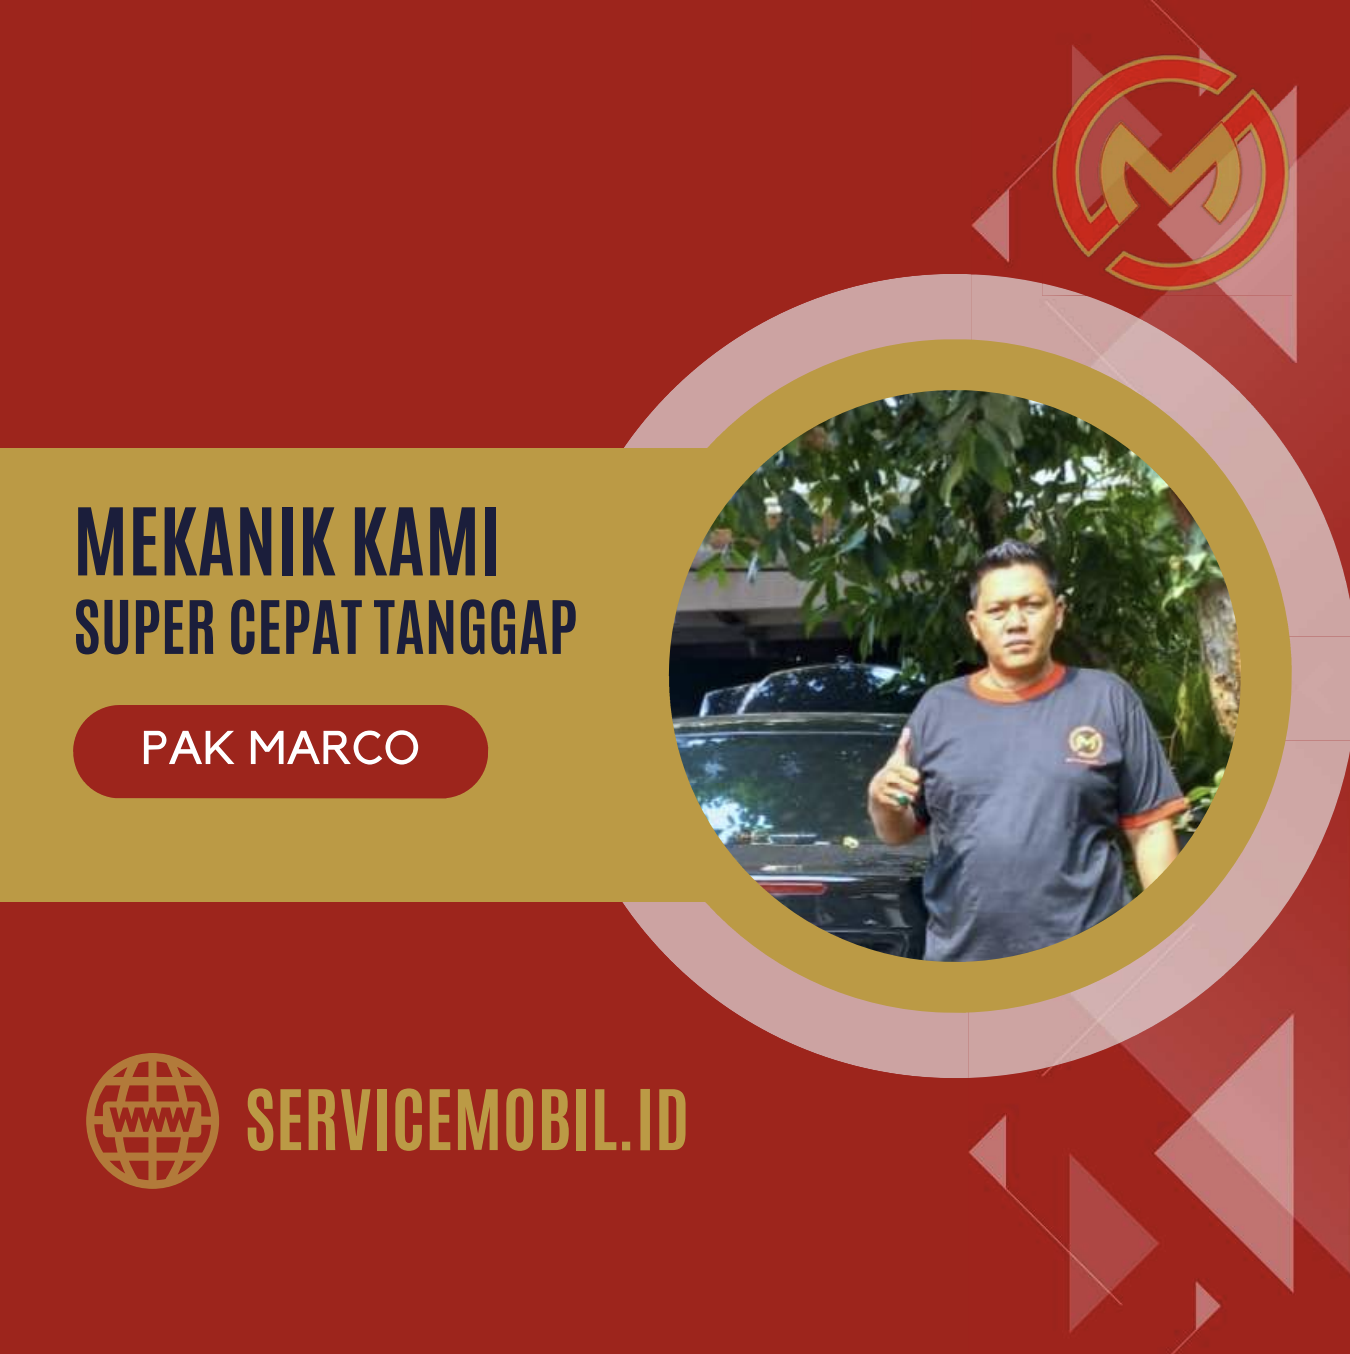 MEKANIK KAMI
SUPER CEPAT TANGGAP
PAK MARCO
WWW
SERVICEMOBIL.ID